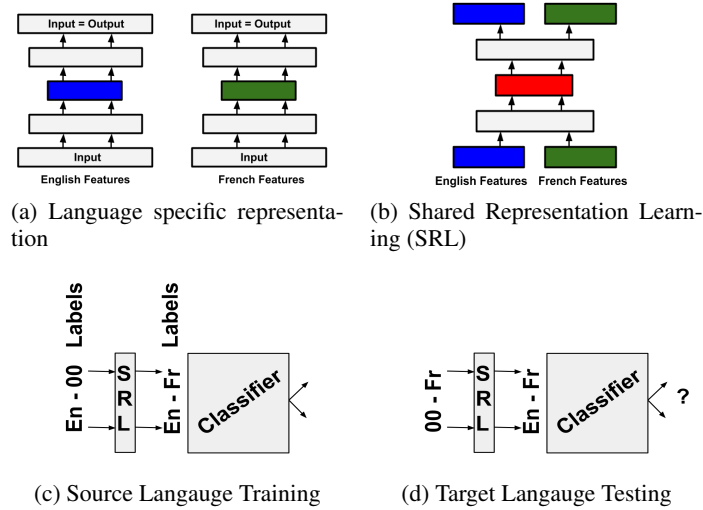 Input = Output
Input = Output
Input
Input
English Features
French Features
English Features
French Features
(a) Language specific representa-
tion
(b) Shared Representation Learn-
ing (SRL)
En - 00
Labels
S
R
L
En - Fr
Labels
Classifier
00 - Fr
S
R
L
En - Fr
Classifier
?
(c) Source Langauge Training
(d) Target Langauge Testing